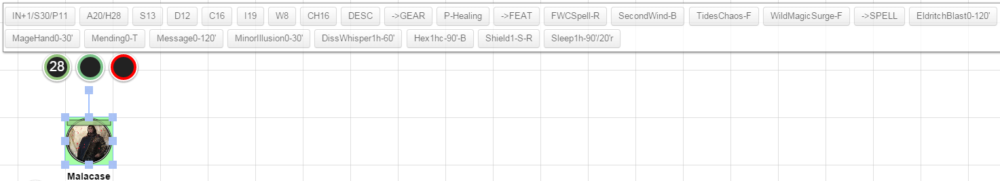 IN+1/S30/P11 A20/H28 S13 D12 C16 I19 W8 CH16 DESC ->GEAR P-Healing ->FEAT FWCSpell-R SecondWind-B TidesChaos-F WildMagicSurge-F ->SPELL EldritchBlast0-120'
MageHand0-30' Mending0-T Message0-120' MinorIllusion0-30' DissWhisper1h-60' Hex1hc-90'-B Shield1-S-R Sleep1h-90'/20'r
28
Malacase